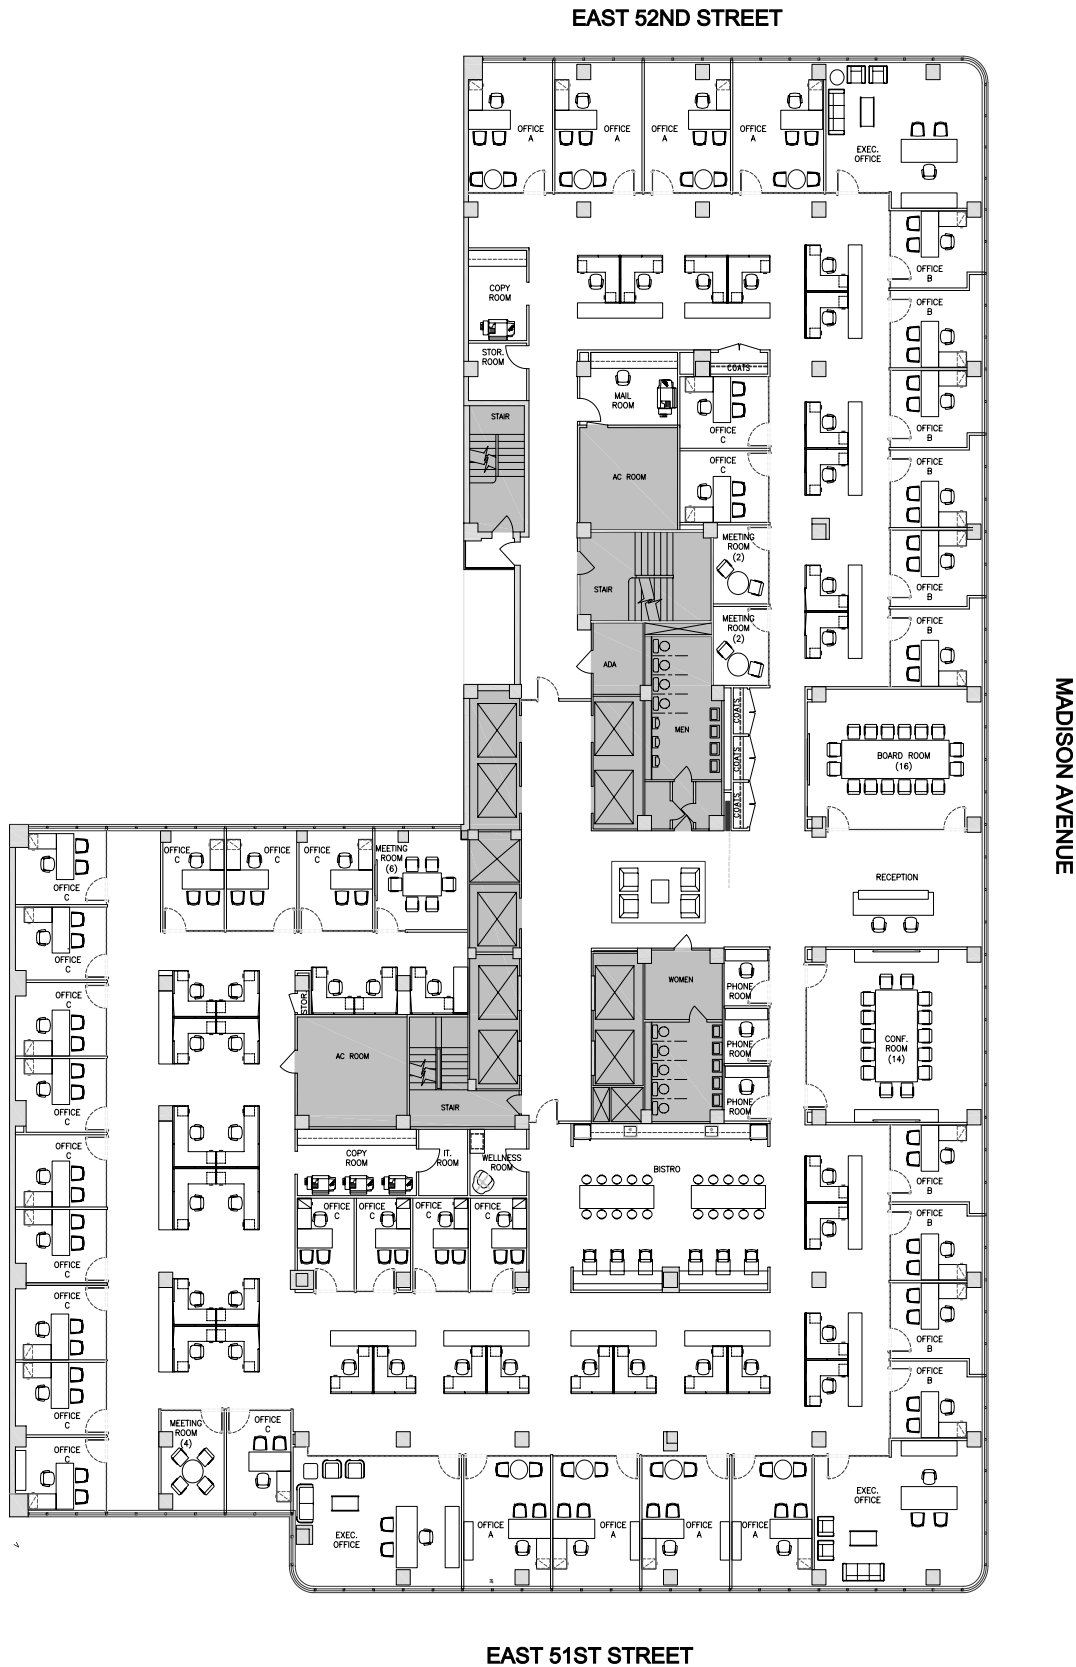 EAST 52ND STREET
OFFICE
A
OFFICE
A
OFFICE
A
OFFICE
A
EXEC.
OFFICE
OFFICE
B
COPY
ROOM
OFFICE
B
STOR.
ROOM
COATS
MAIL
ROOM
STAIR
OFFICE
C
OFFICE
B
OFFICE
C
OFFICE
B
AC ROOM
MEETING
ROOM
(2)
STAIR
OFFICE
B
MEETING
ROOM
(2)
OFFICE
B
ADA
MEN
COATS
COATS
COATS
BOARD ROOM
(16)
MADISON AVENUE
OFFICE
C
OFFICE
C
OFFICE
C
OFFICE
C
MEETING
ROOM
(6)
RECEPTION
OFFICE
C
OFFICE
C
STOR.
WOMEN
PHONE
ROOM
PHONE
ROOM
PHONE
ROOM
CONF.
ROOM
(14)
AC ROOM
STAIR
OFFICE
C
OFFICE
C
COPY
ROOM
IT.
ROOM
WELLNESS
ROOM
BISTRO
OFFICE
B
OFFICE
C
OFFICE
C
OFFICE
C
OFFICE
C
OFFICE
C
OFFICE
B
OFFICE
C
OFFICE
B
OFFICE
B
OFFICE
C
OFFICE
C
MEETING
ROOM
(4)
OFFICE
C
EXEC.
OFFICE
OFFICE
A
OFFICE
A
OFFICE
A
OFFICE
A
EXEC.
OFFICE
EAST 51ST STREET